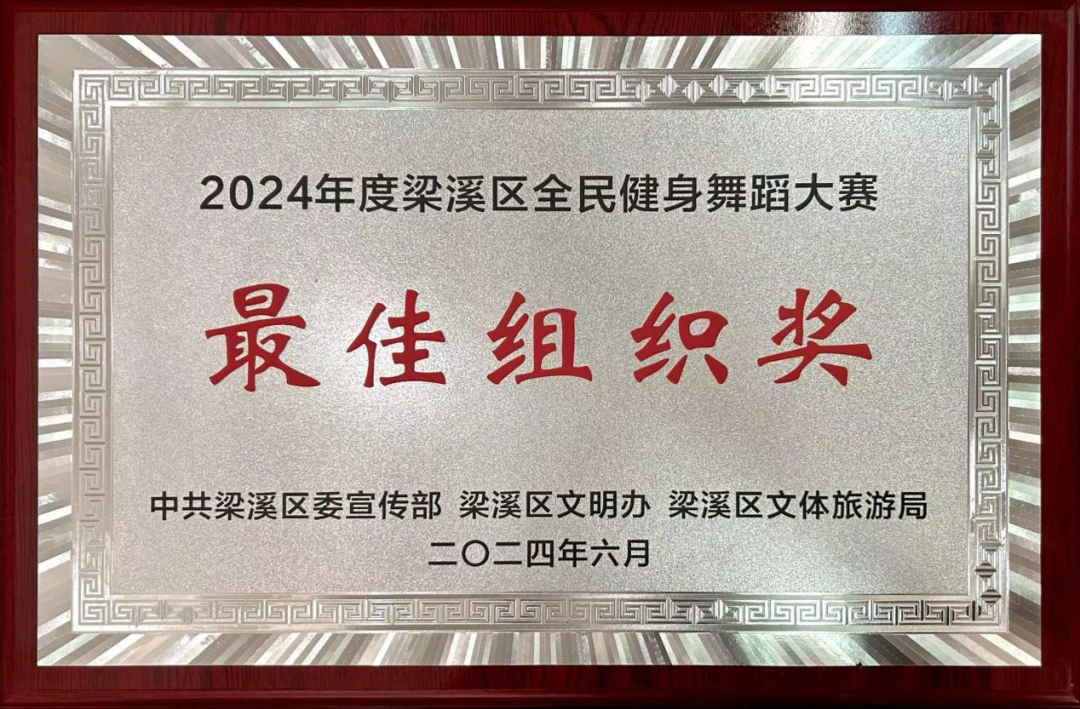 2024年度梁溪区全民健身舞蹈大赛
最佳组织奖
中共梁溪区委宣传部 梁溪区文明办 梁溪区文体旅游局
二〇二四年六月